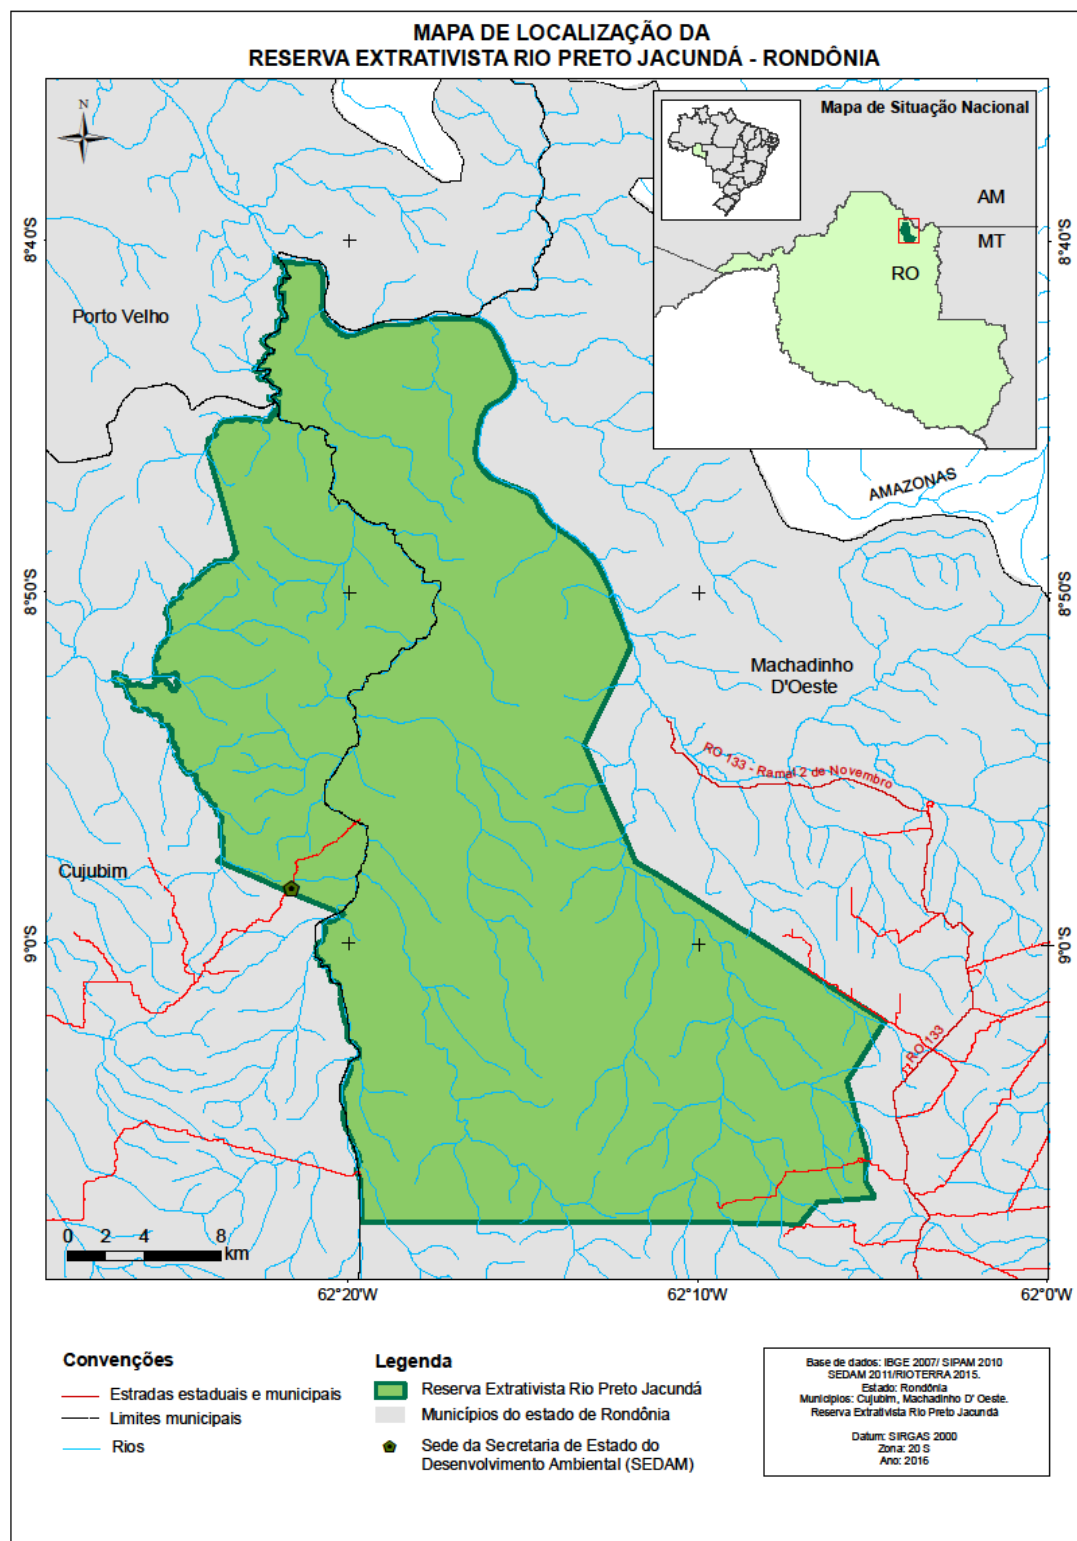 MAPA DE LOCALIZAÇÃO DA
RESERVA EXTRATIVISTA RIO PRETO JACUNDÁ - RONDÔNIA
N
Mapa de Situação Nacional
AM
MT
RO
8°40'S
8°40'S
Porto Velho
AMAZONAS
8°50'S
8°50'S
Machadinho
D'Oeste
RO 133 - Ramal 2 de Novembro
Cujubim
9°0'S
9°0'S
RO 133
0 2 4 8
km
62°20'W
62°10'W
62°0'W
Convenções
Estradas estaduais e municipais
Limites municipais
Rios
Legenda
Reserva Extrativista Rio Preto Jacundá
Municípios do estado de Rondônia
Sede da Secretaria de Estado do
Desenvolvimento Ambiental (SEDAM)
Base de dados: IBGE 2007/ SIPAM 2010
SEDAM 2011/RIOTERRA 2015.
Estado: Rondônia
Municípios: Cujubim, Machadinho D' Oeste.
Reserva Extrativista Rio Preto Jacundá
Datum: SIRGAS 2000
Zona: 20 S
Ano: 2016